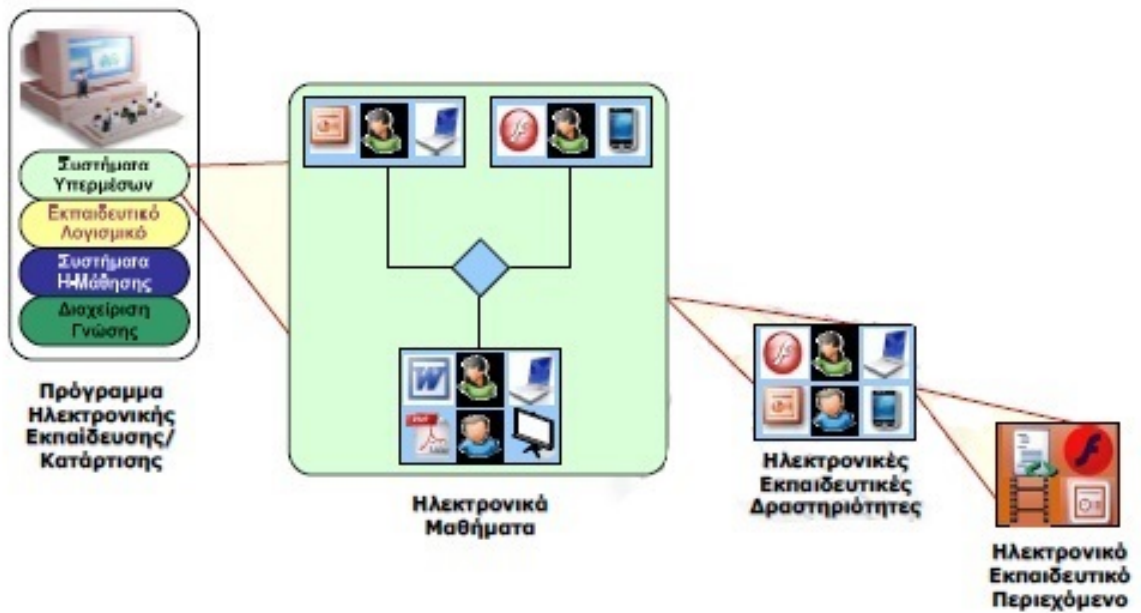 Συστήματα
Υπερμέσων
Εκπαιδευτικό
Λογισμικό
Συστήματα
Η-Μάθησης
Διαχείριση
Γνώσης
Πρόγραμμα
Ηλεκτρονικής
Εκπαίδευσης/
Κατάρτισης
W
PDF
Ηλεκτρονικά
Μαθήματα
Ηλεκτρονικές
Εκπαιδευτικές
Δραστηριότητες
Ηλεκτρονικό
Εκπαιδευτικό
Περιεχόμενο